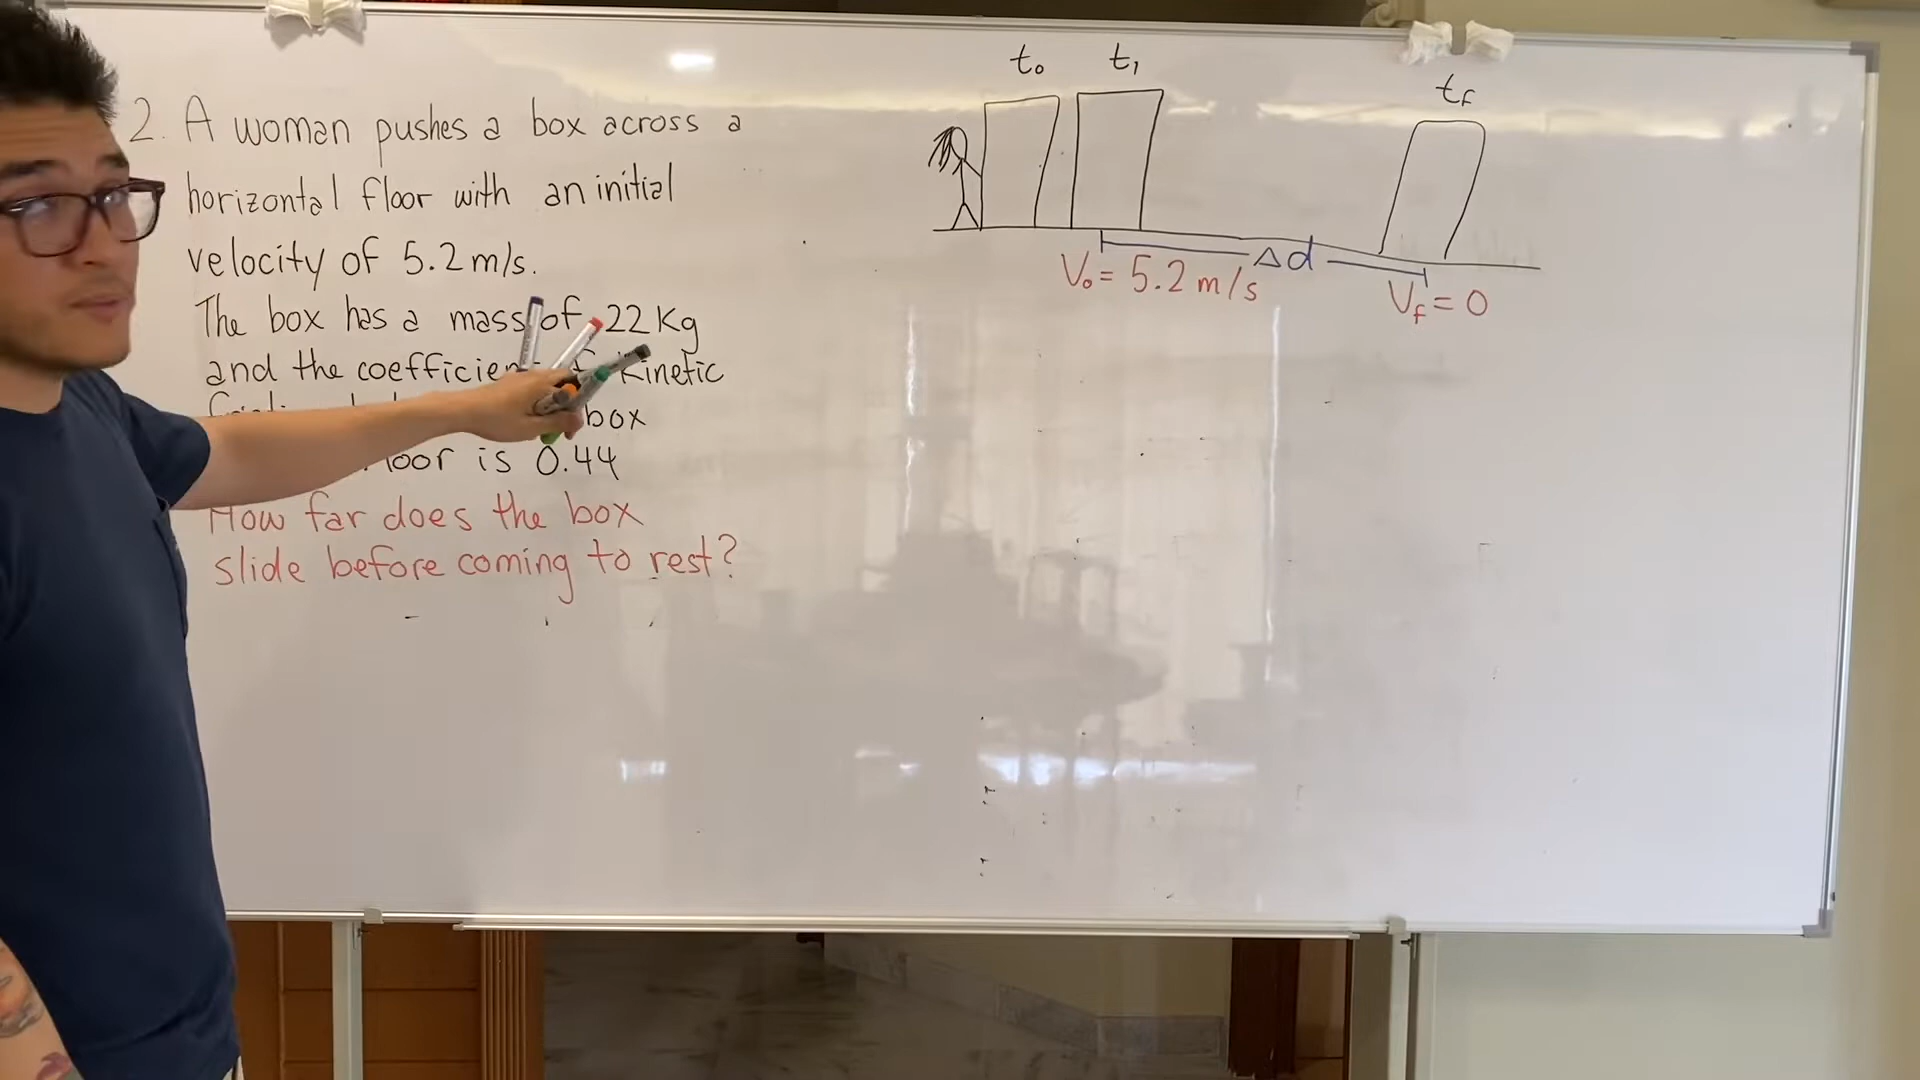 2. A woman pushes a box across a
horizontal floor with an initial
velocity of 5.2 m/s.
The box has a mass of 22 Kg
and the kinetic
box
is 0.44
How far does the box
slide before coming to rest?
t₀ t₁
t_f
V₀ = 5.2 m/s
Δd
V_f = 0